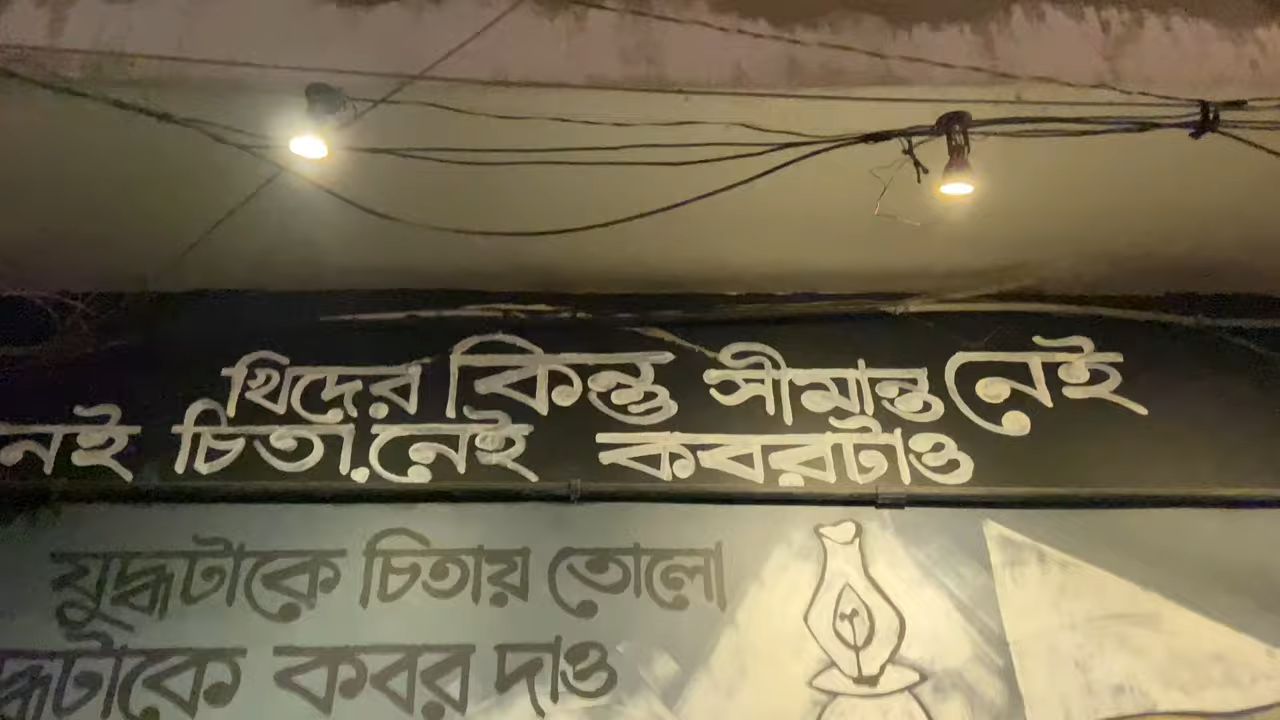 খিদের কিন্তু সীমান্ত নেই
নেই চিতা নেই কবরটাও
যুদ্ধটাকে চিতায় তোলো
যুদ্ধটাকে কবর দাও